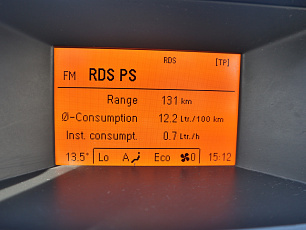 RDS [TP]
FM RDS PS
Range 131 km
Ø-Consumption 12.2 Ltr./100 km
Inst. consumpt. 0.7 Ltr./h
13.5° Lo A Eco 0 15:12